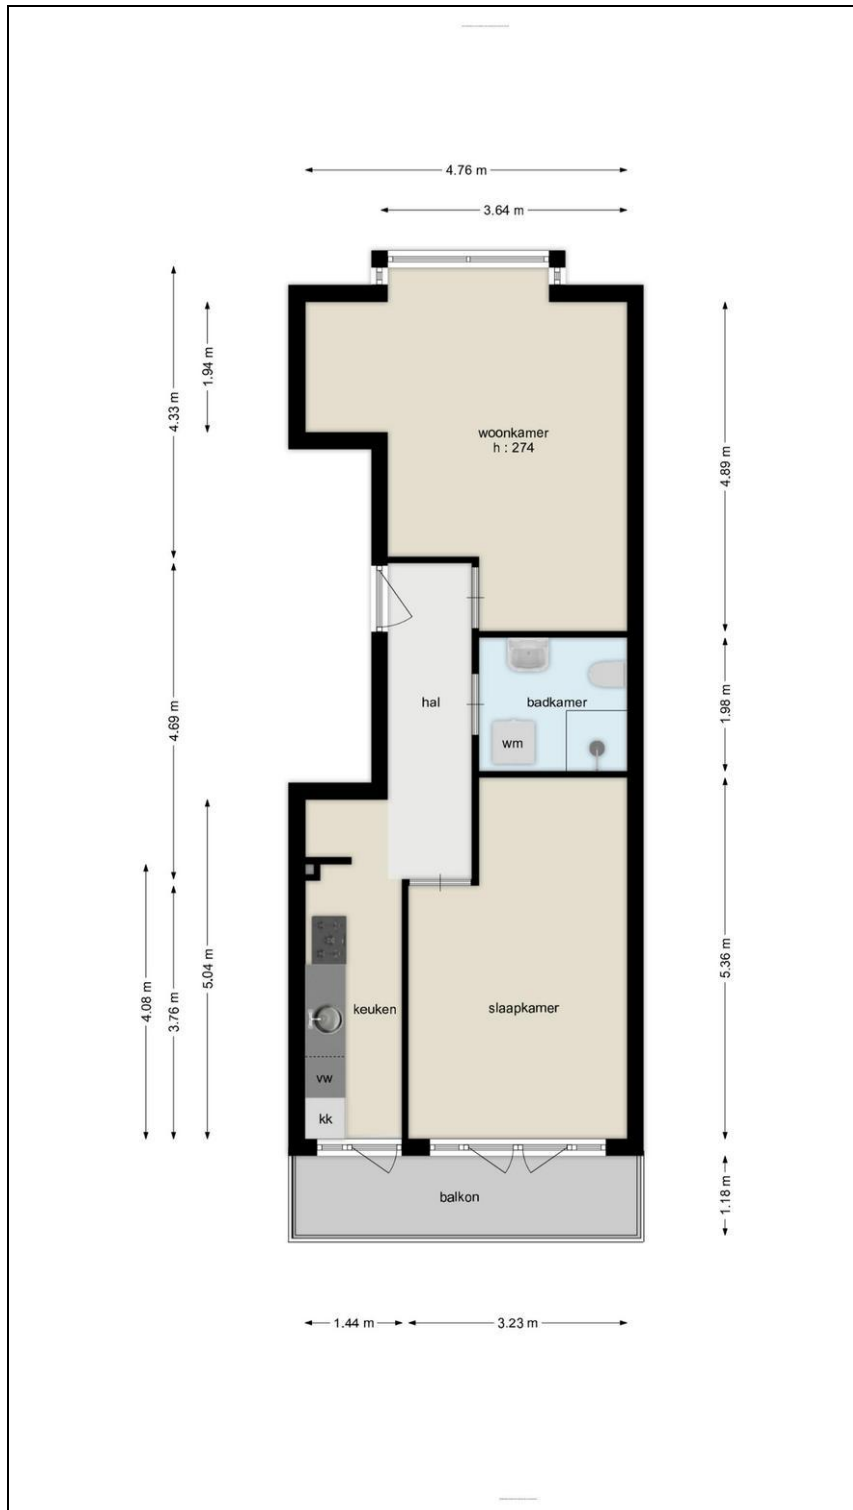 4.76 m
3.64 m
1.94 m
4.33 m
woonkamer
h : 274
4.89 m
hal
badkamer
1.98 m
4.69 m
wm
5.04 m
4.08 m
3.76 m
5.36 m
keuken
slaapkamer
vw
kk
balkon
1.18 m
1.44 m
3.23 m